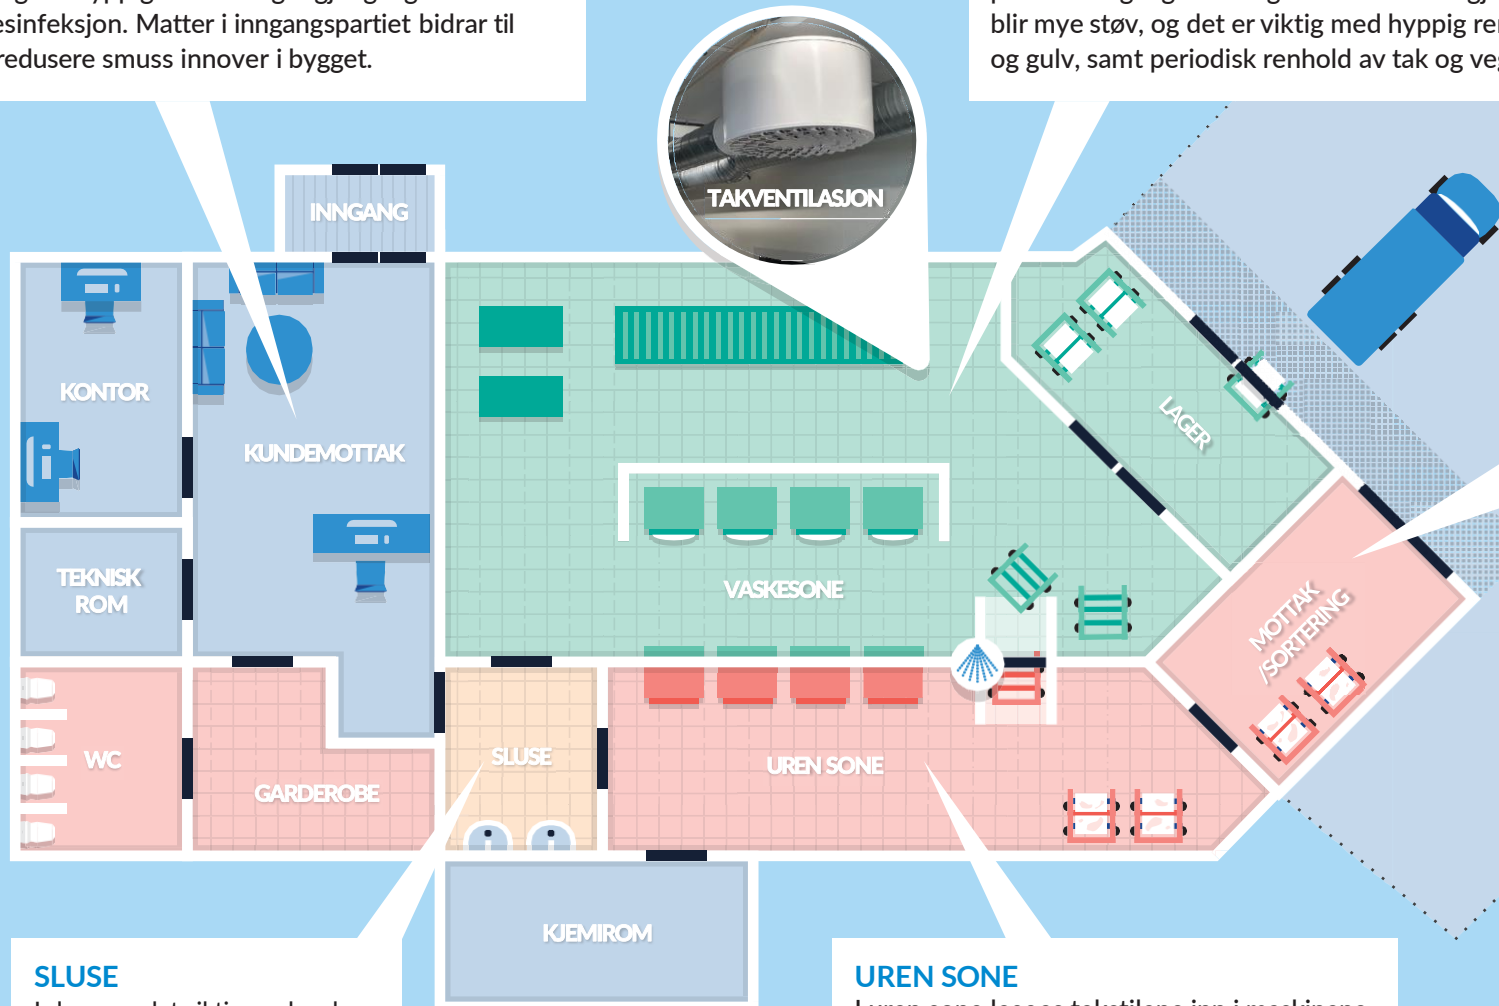 esinfeksjon. Matter i inngangspartiet bidrar til
redusere smuss innover i bygget.
blir mye støv, og det er viktig med hyppig
og gulv, samt periodisk renhold av tak og
TAKVENTILASJON
INNGANG
KONTOR
KUNDEMOTTAK
LAGER
TEKNISK
ROM
VASKESONE
MOTTAK
/SORTERING
WC
GARDEROBE
SLUSE
UREN SONE
KJEMIROM
SLUSE
UREN SONE